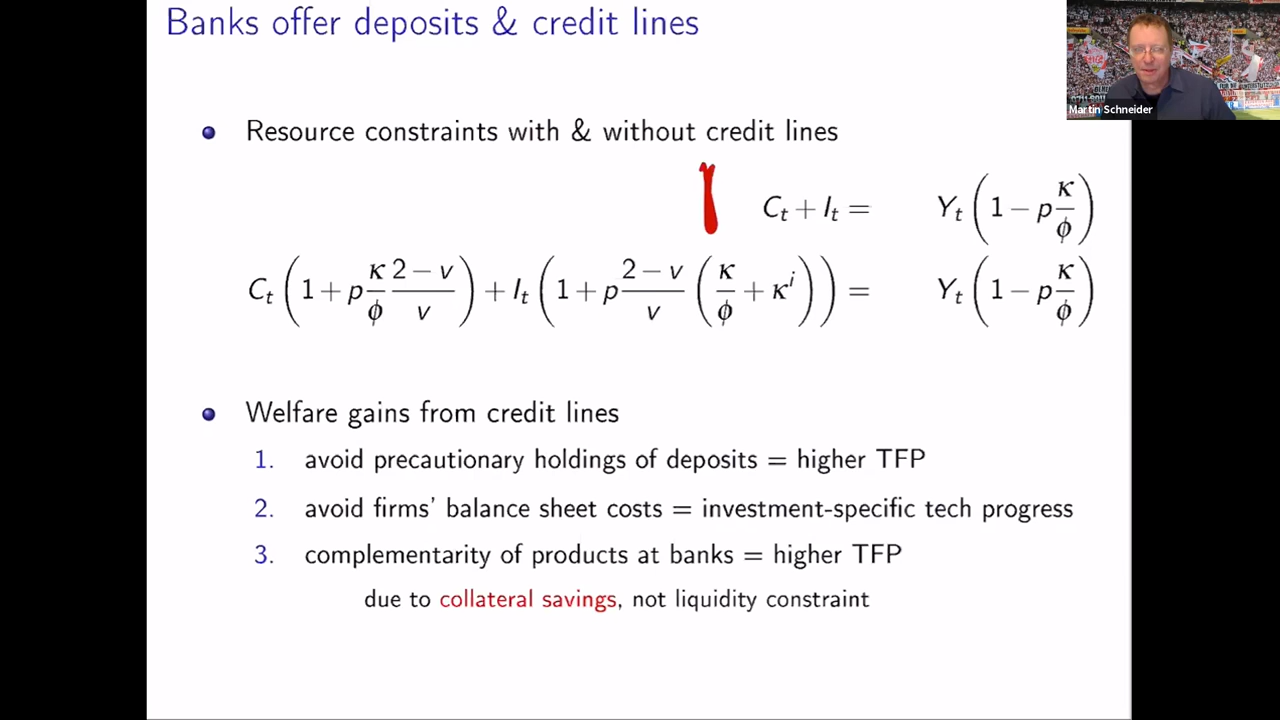 Banks offer deposits & credit lines
Martin Schneider
Resource constraints with & without credit lines
C_t + I_t = Y_t (1 − p κ/ϕ)
C_t (1 + p κ/ϕ (2 − v)/v) + I_t (1 + p (2 − v)/v (κ/ϕ + κ^i)) = Y_t (1 − p κ/ϕ)
Welfare gains from credit lines
1. avoid precautionary holdings of deposits = higher TFP
2. avoid firms' balance sheet costs = investment-specific tech progress
3. complementarity of products at banks = higher TFP
due to collateral savings, not liquidity constraint